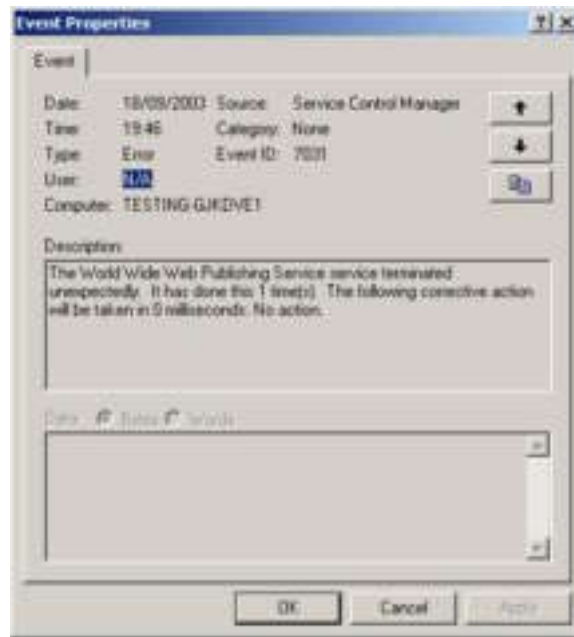 Event Properties
Event
Date: 18/09/2003 Source: Service Control Manager
Time: 19:46 Category: None
Type: Error Event ID: 7031
User: N/A
Computer: TESTING-GJKDVE1
Description:
The World Wide Web Publishing Service service terminated
unexpectedly. It has done this 1 time(s). The following corrective action
will be taken in 0 milliseconds: No action.
Data: Bytes Words
OK Cancel Apply